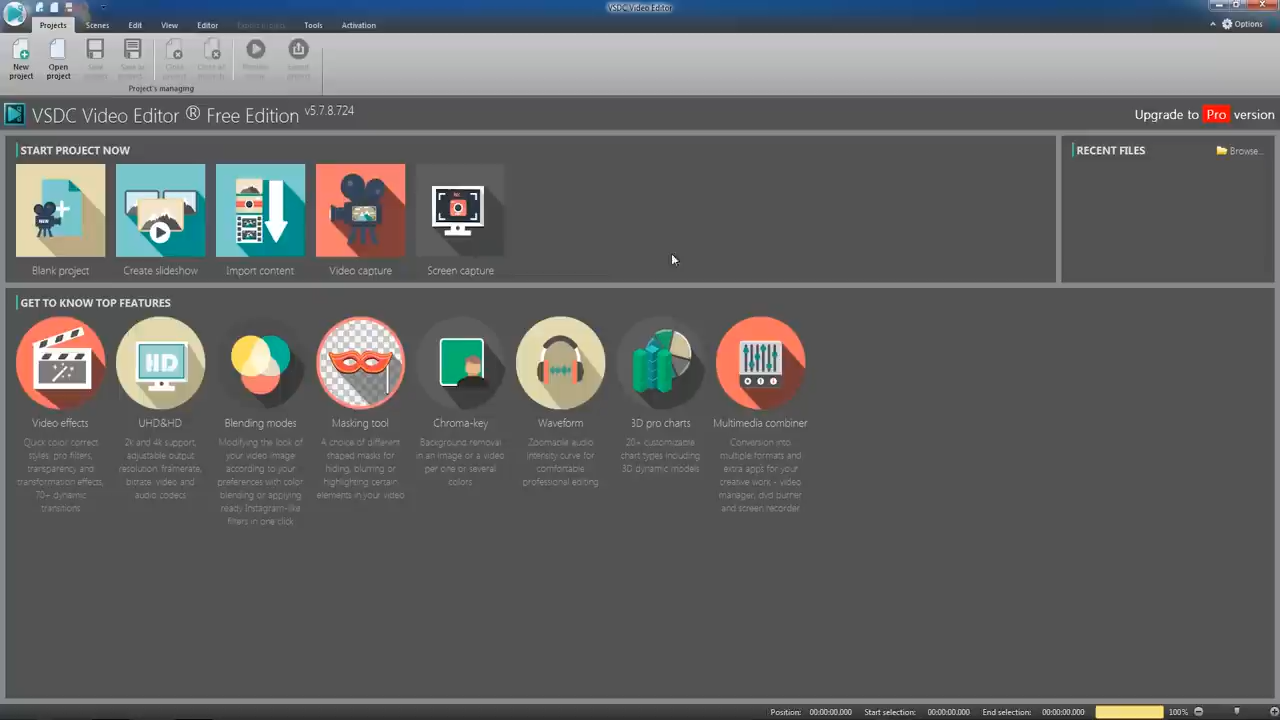 VSDC Video Editor
Projects Scenes Edit View Editor Export project Tools Activation
Options
New project
Open project
Project's managing
VSDC Video Editor ® Free Edition v5.7.8.724
Upgrade to Pro version
START PROJECT NOW
RECENT FILES
Browse...
Blank project
Create slideshow
Import content
Video capture
Screen capture
GET TO KNOW TOP FEATURES
HD
Video effects
Quick color correct
styles, pro filters,
transparency and
transformation effects,
70+ dynamic
transitions
UHD&HD
2k and 4k support,
adjustable output
resolution framerate,
bitrate, video and
audio codecs
Blending modes
Modifying the look of
your video image
according to your
preferences with color
blending or applying
ready Instagram-like
filters in one click
Masking tool
A choice of different
shaped masks for
hiding, blurring or
highlighting certain
elements in your video
Chroma-key
Background removal
in an image or a video
per one or several
colors
Waveform
Zoomable audio
intensity curve for
comfortable
professional editing
3D pro charts
20+ customizable
chart types including
3D dynamic models
Multimedia combiner
Conversion into
multiple formats and
extra apps for your
creative work - video
manager, dvd burner
and screen recorder
Position: 00:00:00.000 Start selection: 00:00:00.000 End selection: 00:00:00.000 100%